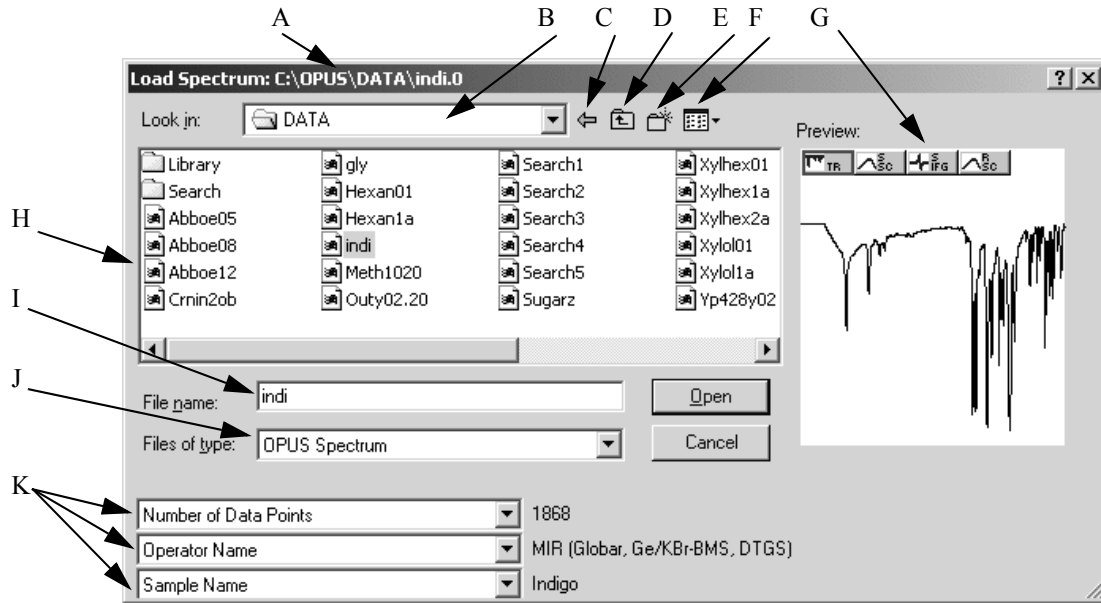 A B C D E F G
Load Spectrum: C:\OPUS\DATA\indi.0 ? X
Look in: DATA
Preview:
TR S SC S IFG R SC
Library gly Search1 Xylhex01
Search Hexan01 Search2 Xylhex1a
H Abboe05 Hexan1a Search3 Xylhex2a
Abboe08 indi Search4 Xylol01
Abboe12 Meth1020 Search5 Xylol1a
I Crnin2ob Outy02.20 Sugarz Yp428y02
J
File name: indi Open
Files of type: OPUS Spectrum Cancel
K
Number of Data Points 1868
Operator Name MIR (Globar, Ge/KBr-BMS, DTGS)
Sample Name Indigo